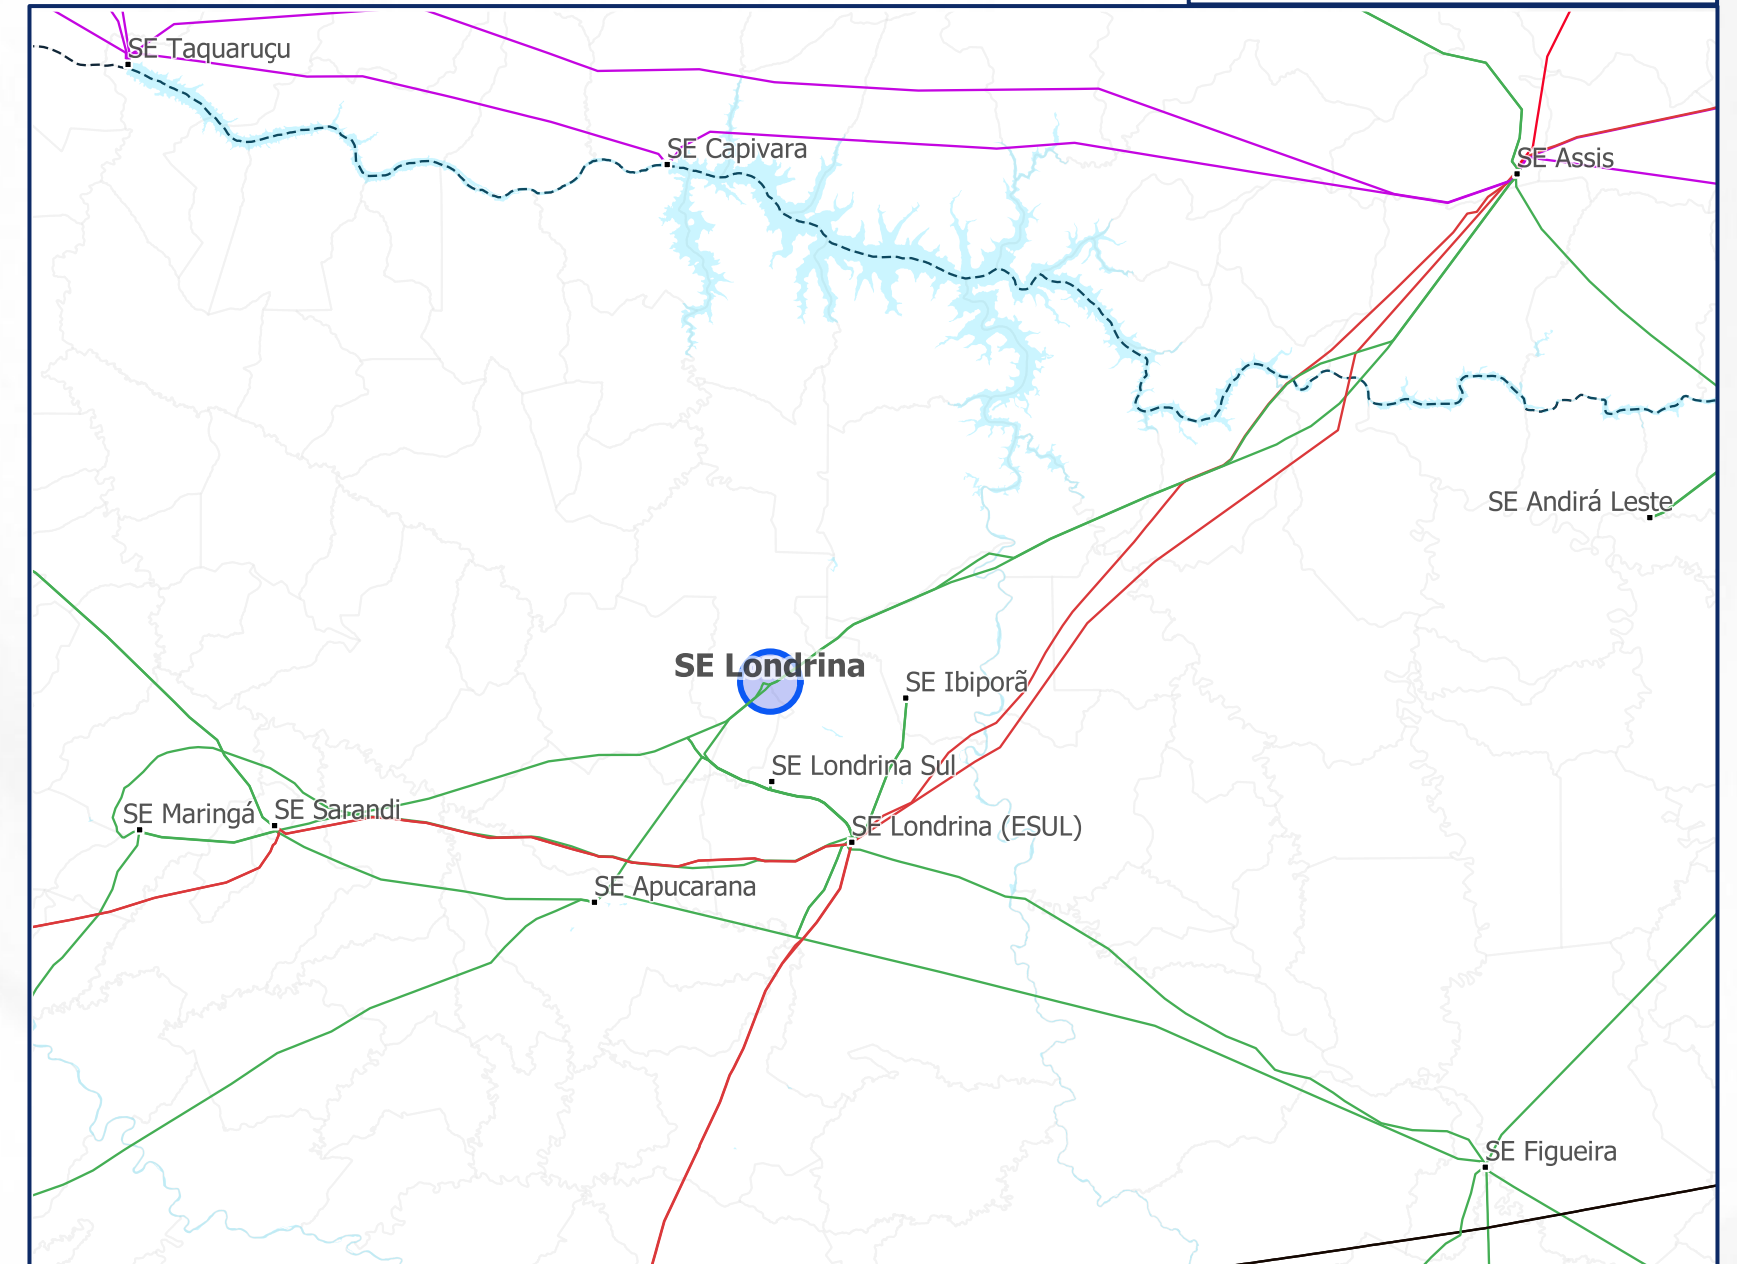 SE Taquaruçu
SE Capivara
SE Assis
SE Andirá Leste
SE Londrina
SE Ibiporã
SE Londrina Sul
SE Maringá
SE Sarandi
SE Londrina (ESUL)
SE Apucarana
SE Figueira